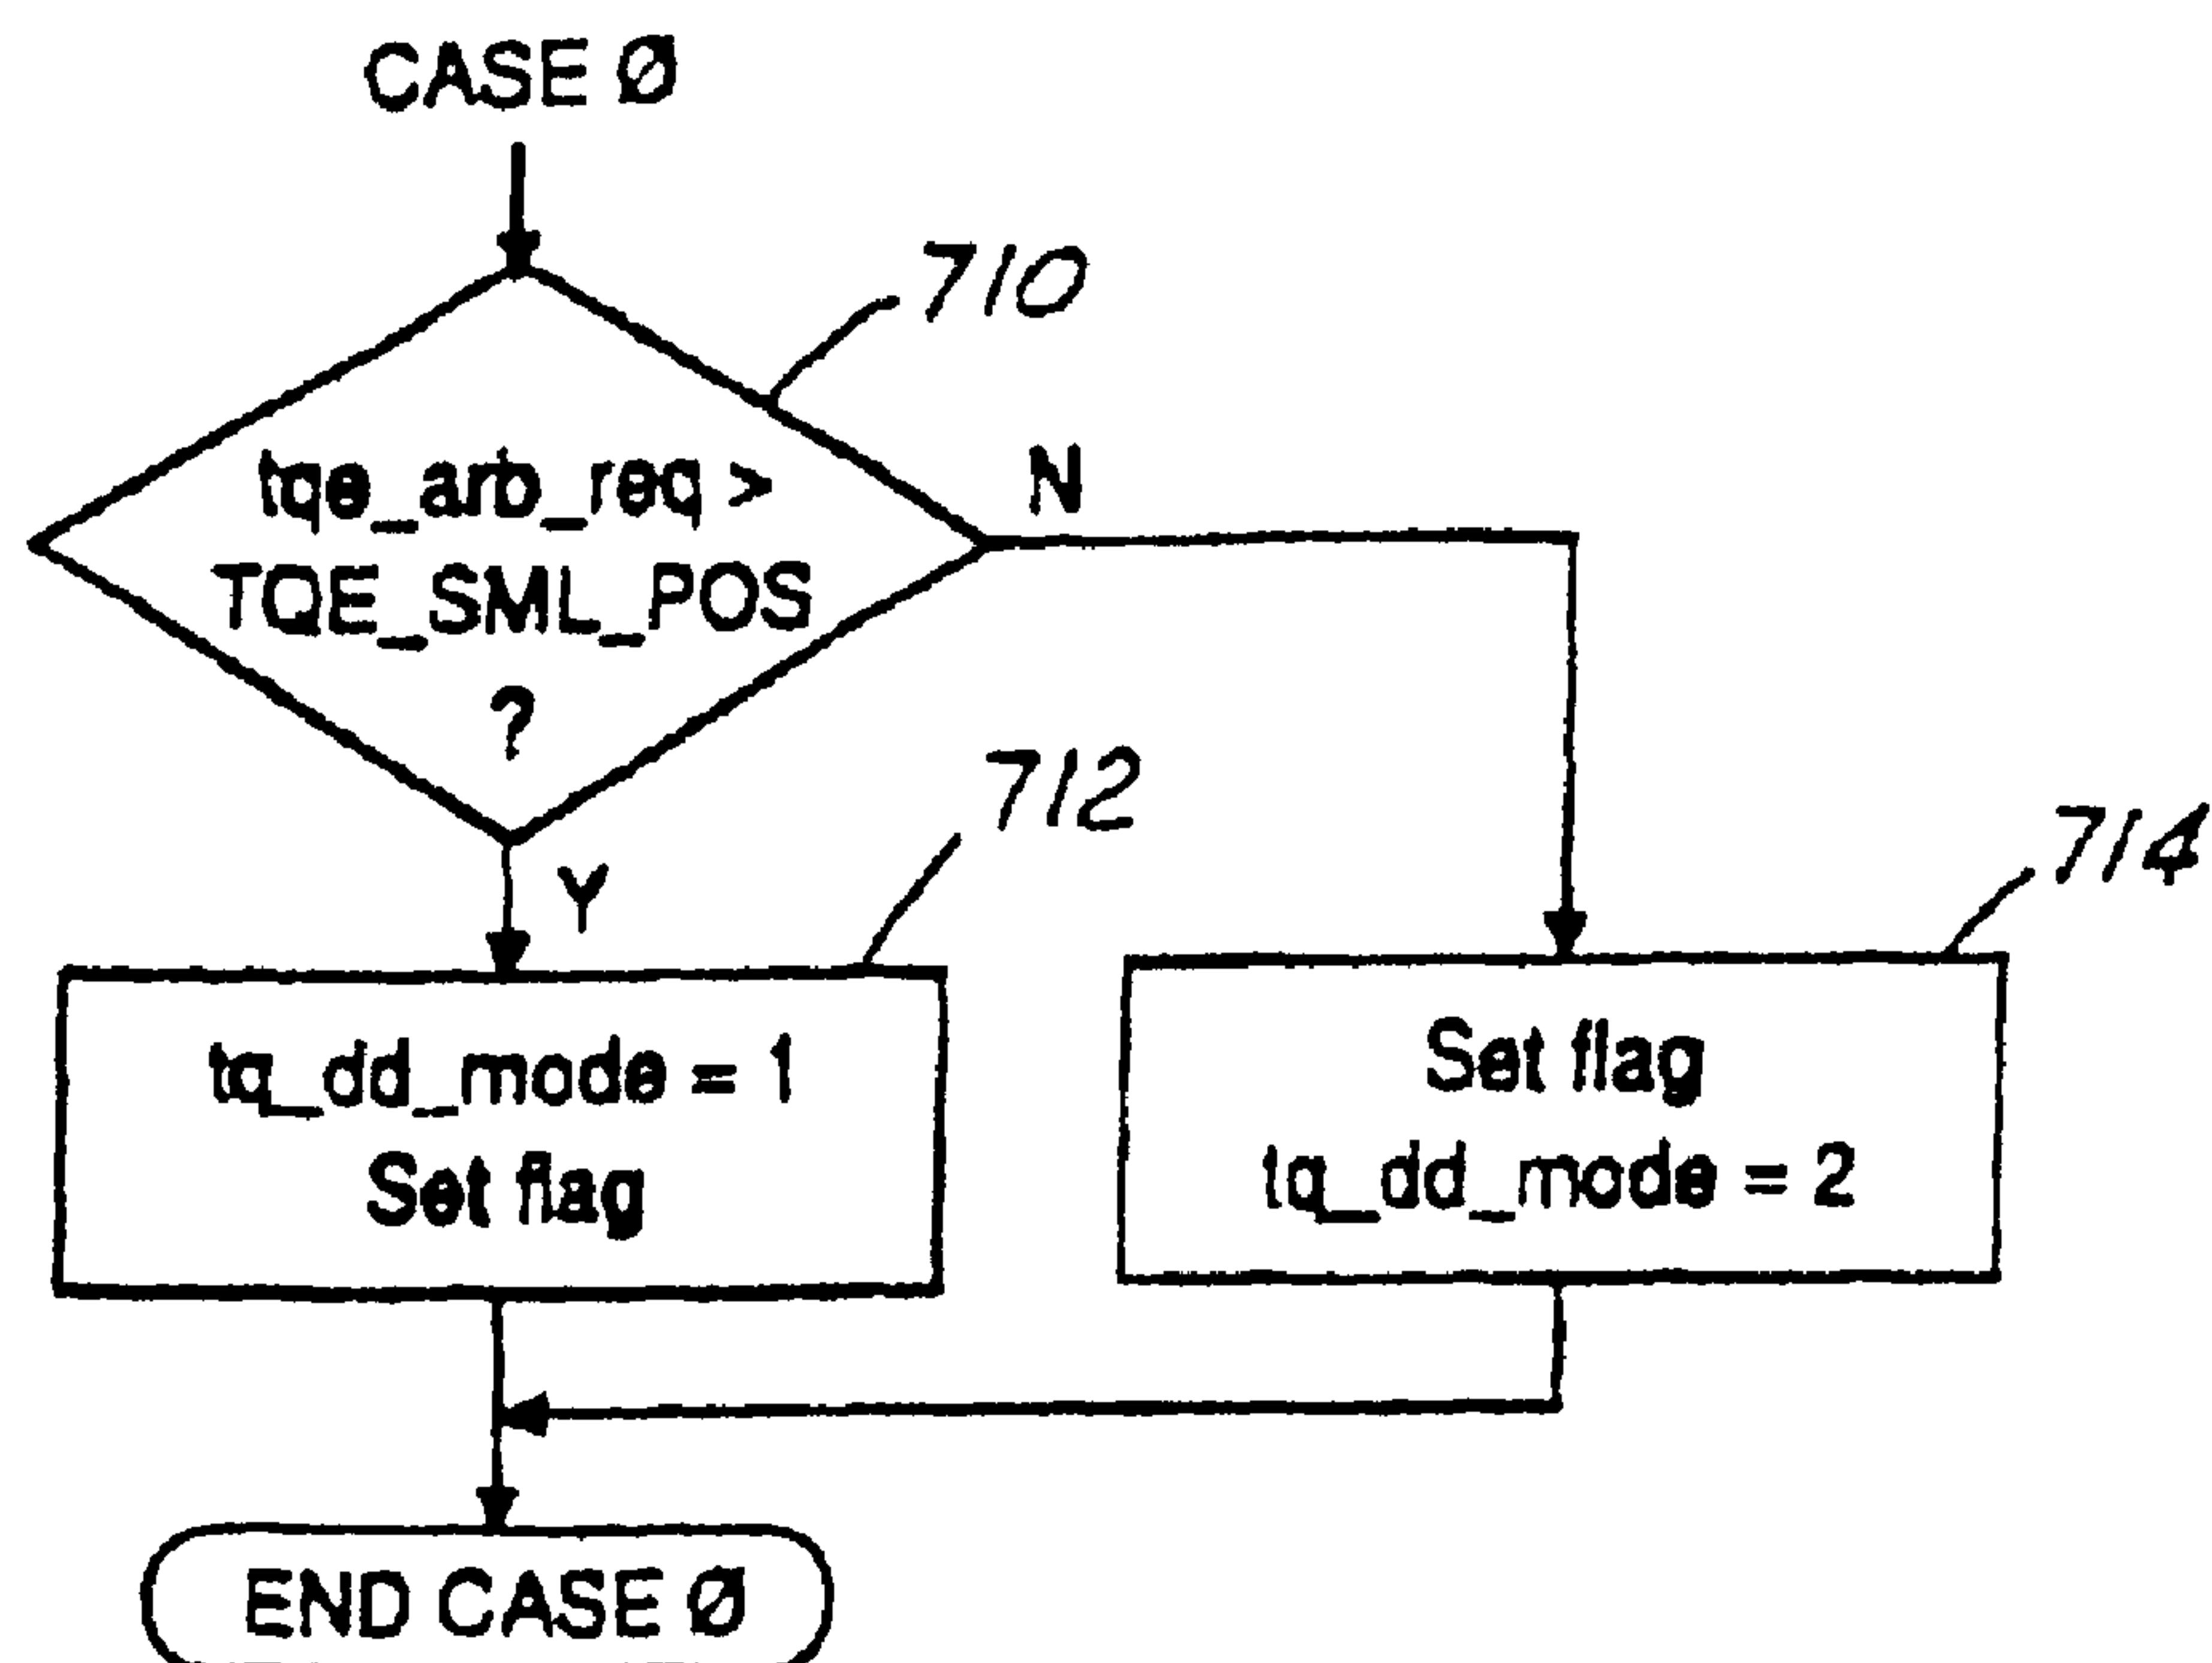 CASE Ø
710
tqe_arb_req >
TQE_SML_POS
?
N
Y
712
714
tq_dd_mode = 1
Set flag
Set flag
tq_dd_mode = 2
END CASE Ø